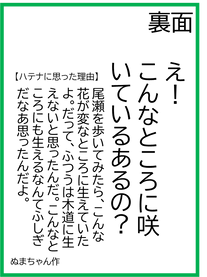 裏面
え!
こんなところに咲
いているあるの?
【ハテナに思った理由】
尾瀬を歩いてみたら、こんな
花が変なところに生えていた
よ。だって、ふつうは木道に生
えないと思ったんだ。こんなと
ころにも生えるなんてふしぎ
だなあ思ったんだよ。
ぬまちゃん作